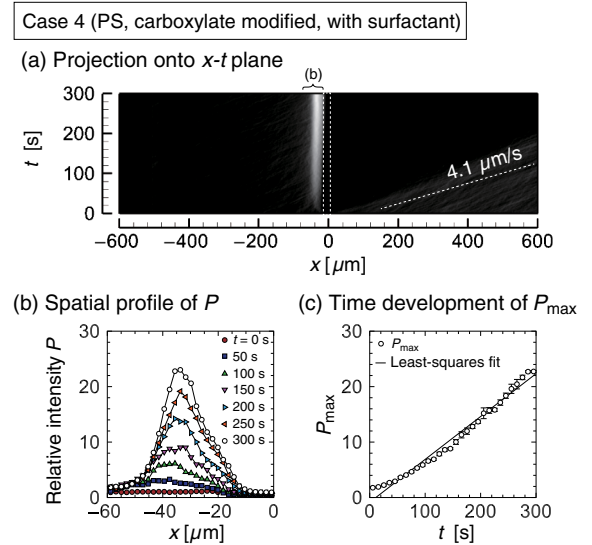 Case 4 (PS, carboxylate modified, with surfactant)
(a) Projection onto x-t plane
(b)
300
200
100
0
t [s]
4.1 µm/s
−600 −400 −200 0 200 400 600
x [µm]
(b) Spatial profile of P
30
20
10
0
Relative intensity P
t = 0 s
50 s
100 s
150 s
200 s
250 s
300 s
−60 −40 −20 0
x [µm]
(c) Time development of Pmax
30
20
10
0
Pmax
Pmax
Least-squares fit
0 100 200 300
t [s]